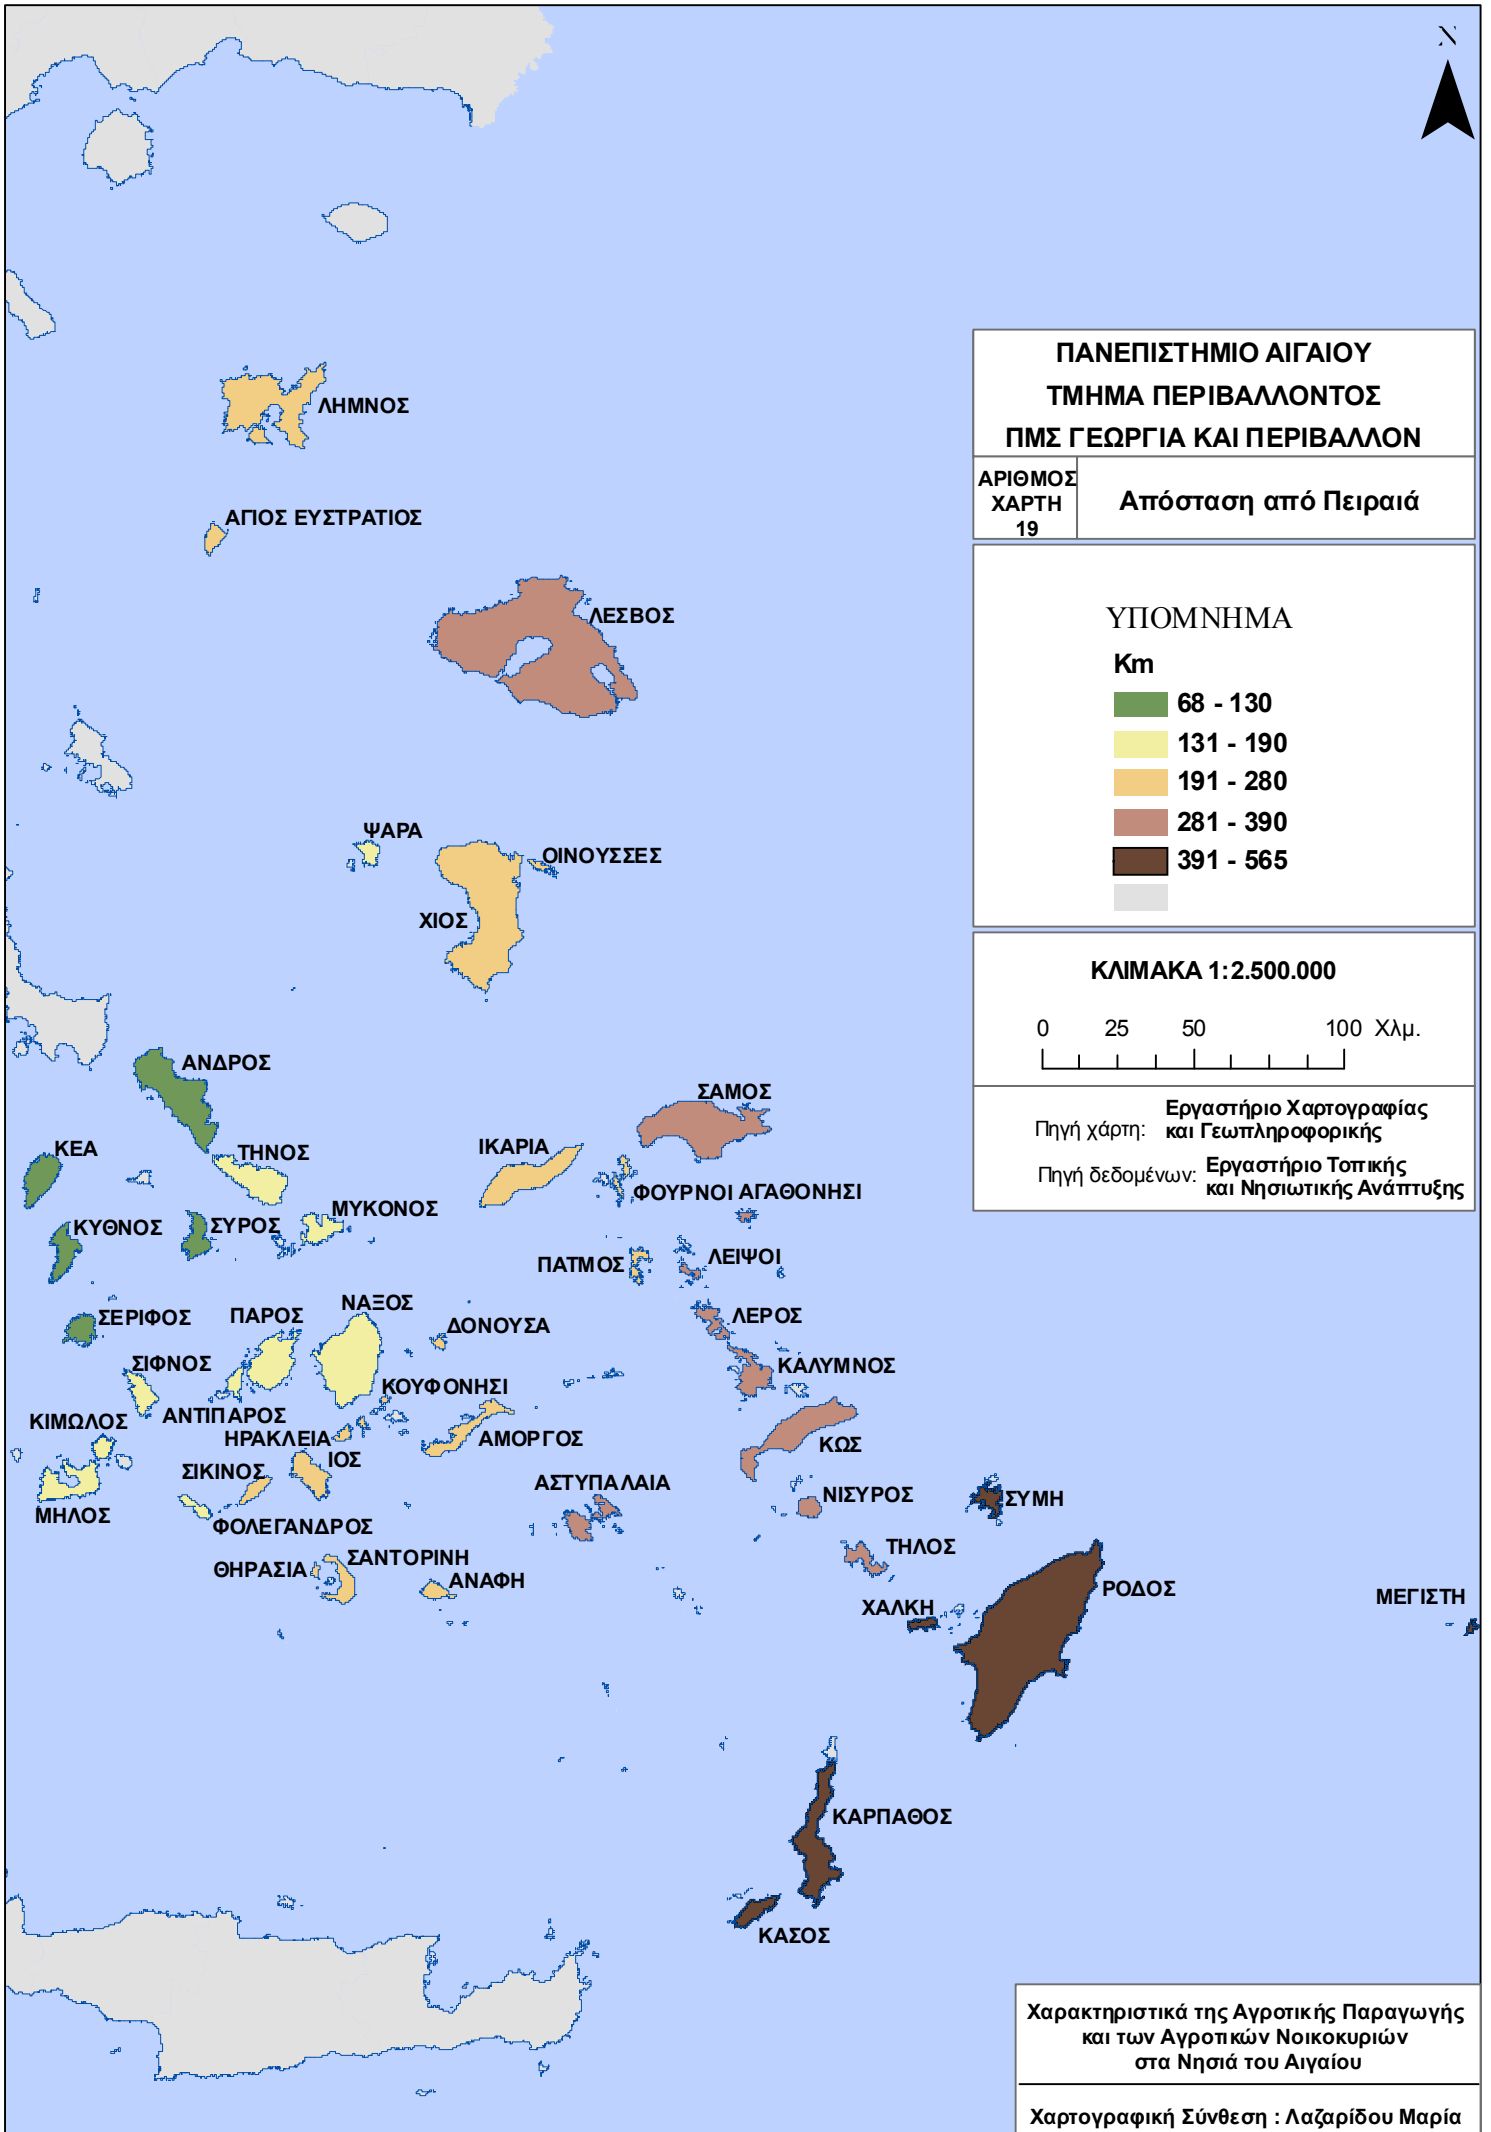 N
ΠΑΝΕΠΙΣΤΗΜΙΟ ΑΙΓΑΙΟΥ
ΤΜΗΜΑ ΠΕΡΙΒΑΛΛΟΝΤΟΣ
ΠΜΣ ΓΕΩΡΓΙΑ ΚΑΙ ΠΕΡΙΒΑΛΛΟΝ
ΑΡΙΘΜΟΣ
ΧΑΡΤΗ
19
Απόσταση από Πειραιά
ΥΠΟΜΝΗΜΑ
Km
68 - 130
131 - 190
191 - 280
281 - 390
391 - 565
ΚΛΙΜΑΚΑ 1:2.500.000
0 25 50 100 Χλμ.
Πηγή χάρτη: Εργαστήριο Χαρτογραφίας
και Γεωπληροφορικής
Πηγή δεδομένων: Εργαστήριο Τοπικής
και Νησιωτικής Ανάπτυξης
ΛΗΜΝΟΣ
ΑΓΙΟΣ ΕΥΣΤΡΑΤΙΟΣ
ΛΕΣΒΟΣ
ΨΑΡΑ
ΟΙΝΟΥΣΣΕΣ
ΧΙΟΣ
ΑΝΔΡΟΣ
ΣΑΜΟΣ
ΚΕΑ
ΤΗΝΟΣ
ΙΚΑΡΙΑ
ΦΟΥΡΝΟΙ
ΑΓΑΘΟΝΗΣΙ
ΚΥΘΝΟΣ
ΣΥΡΟΣ
ΜΥΚΟΝΟΣ
ΠΑΤΜΟΣ
ΛΕΙΨΟΙ
ΣΕΡΙΦΟΣ
ΠΑΡΟΣ
ΝΑΞΟΣ
ΔΟΝΟΥΣΑ
ΛΕΡΟΣ
ΣΙΦΝΟΣ
ΚΑΛΥΜΝΟΣ
ΚΟΥΦΟΝΗΣΙ
ΑΝΤΙΠΑΡΟΣ
ΚΙΜΩΛΟΣ
ΗΡΑΚΛΕΙΑ
ΑΜΟΡΓΟΣ
ΚΩΣ
ΙΟΣ
ΣΙΚΙΝΟΣ
ΑΣΤΥΠΑΛΑΙΑ
ΝΙΣΥΡΟΣ
ΣΥΜΗ
ΜΗΛΟΣ
ΦΟΛΕΓΑΝΔΡΟΣ
ΤΗΛΟΣ
ΣΑΝΤΟΡΙΝΗ
ΘΗΡΑΣΙΑ
ΑΝΑΦΗ
ΡΟΔΟΣ
ΜΕΓΙΣΤΗ
ΧΑΛΚΗ
ΚΑΡΠΑΘΟΣ
ΚΑΣΟΣ
Χαρακτηριστικά της Αγροτικής Παραγωγής
και των Αγροτικών Νοικοκυριών
στα Νησιά του Αιγαίου
Χαρτογραφική Σύνθεση : Λαζαρίδου Μαρία